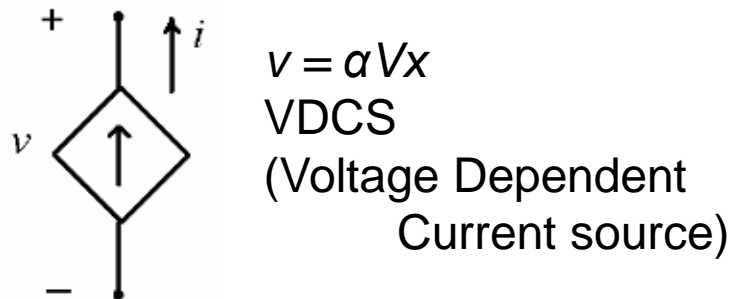 +
i
v
−
v = αVx
VDCS
(Voltage Dependent
Current source)